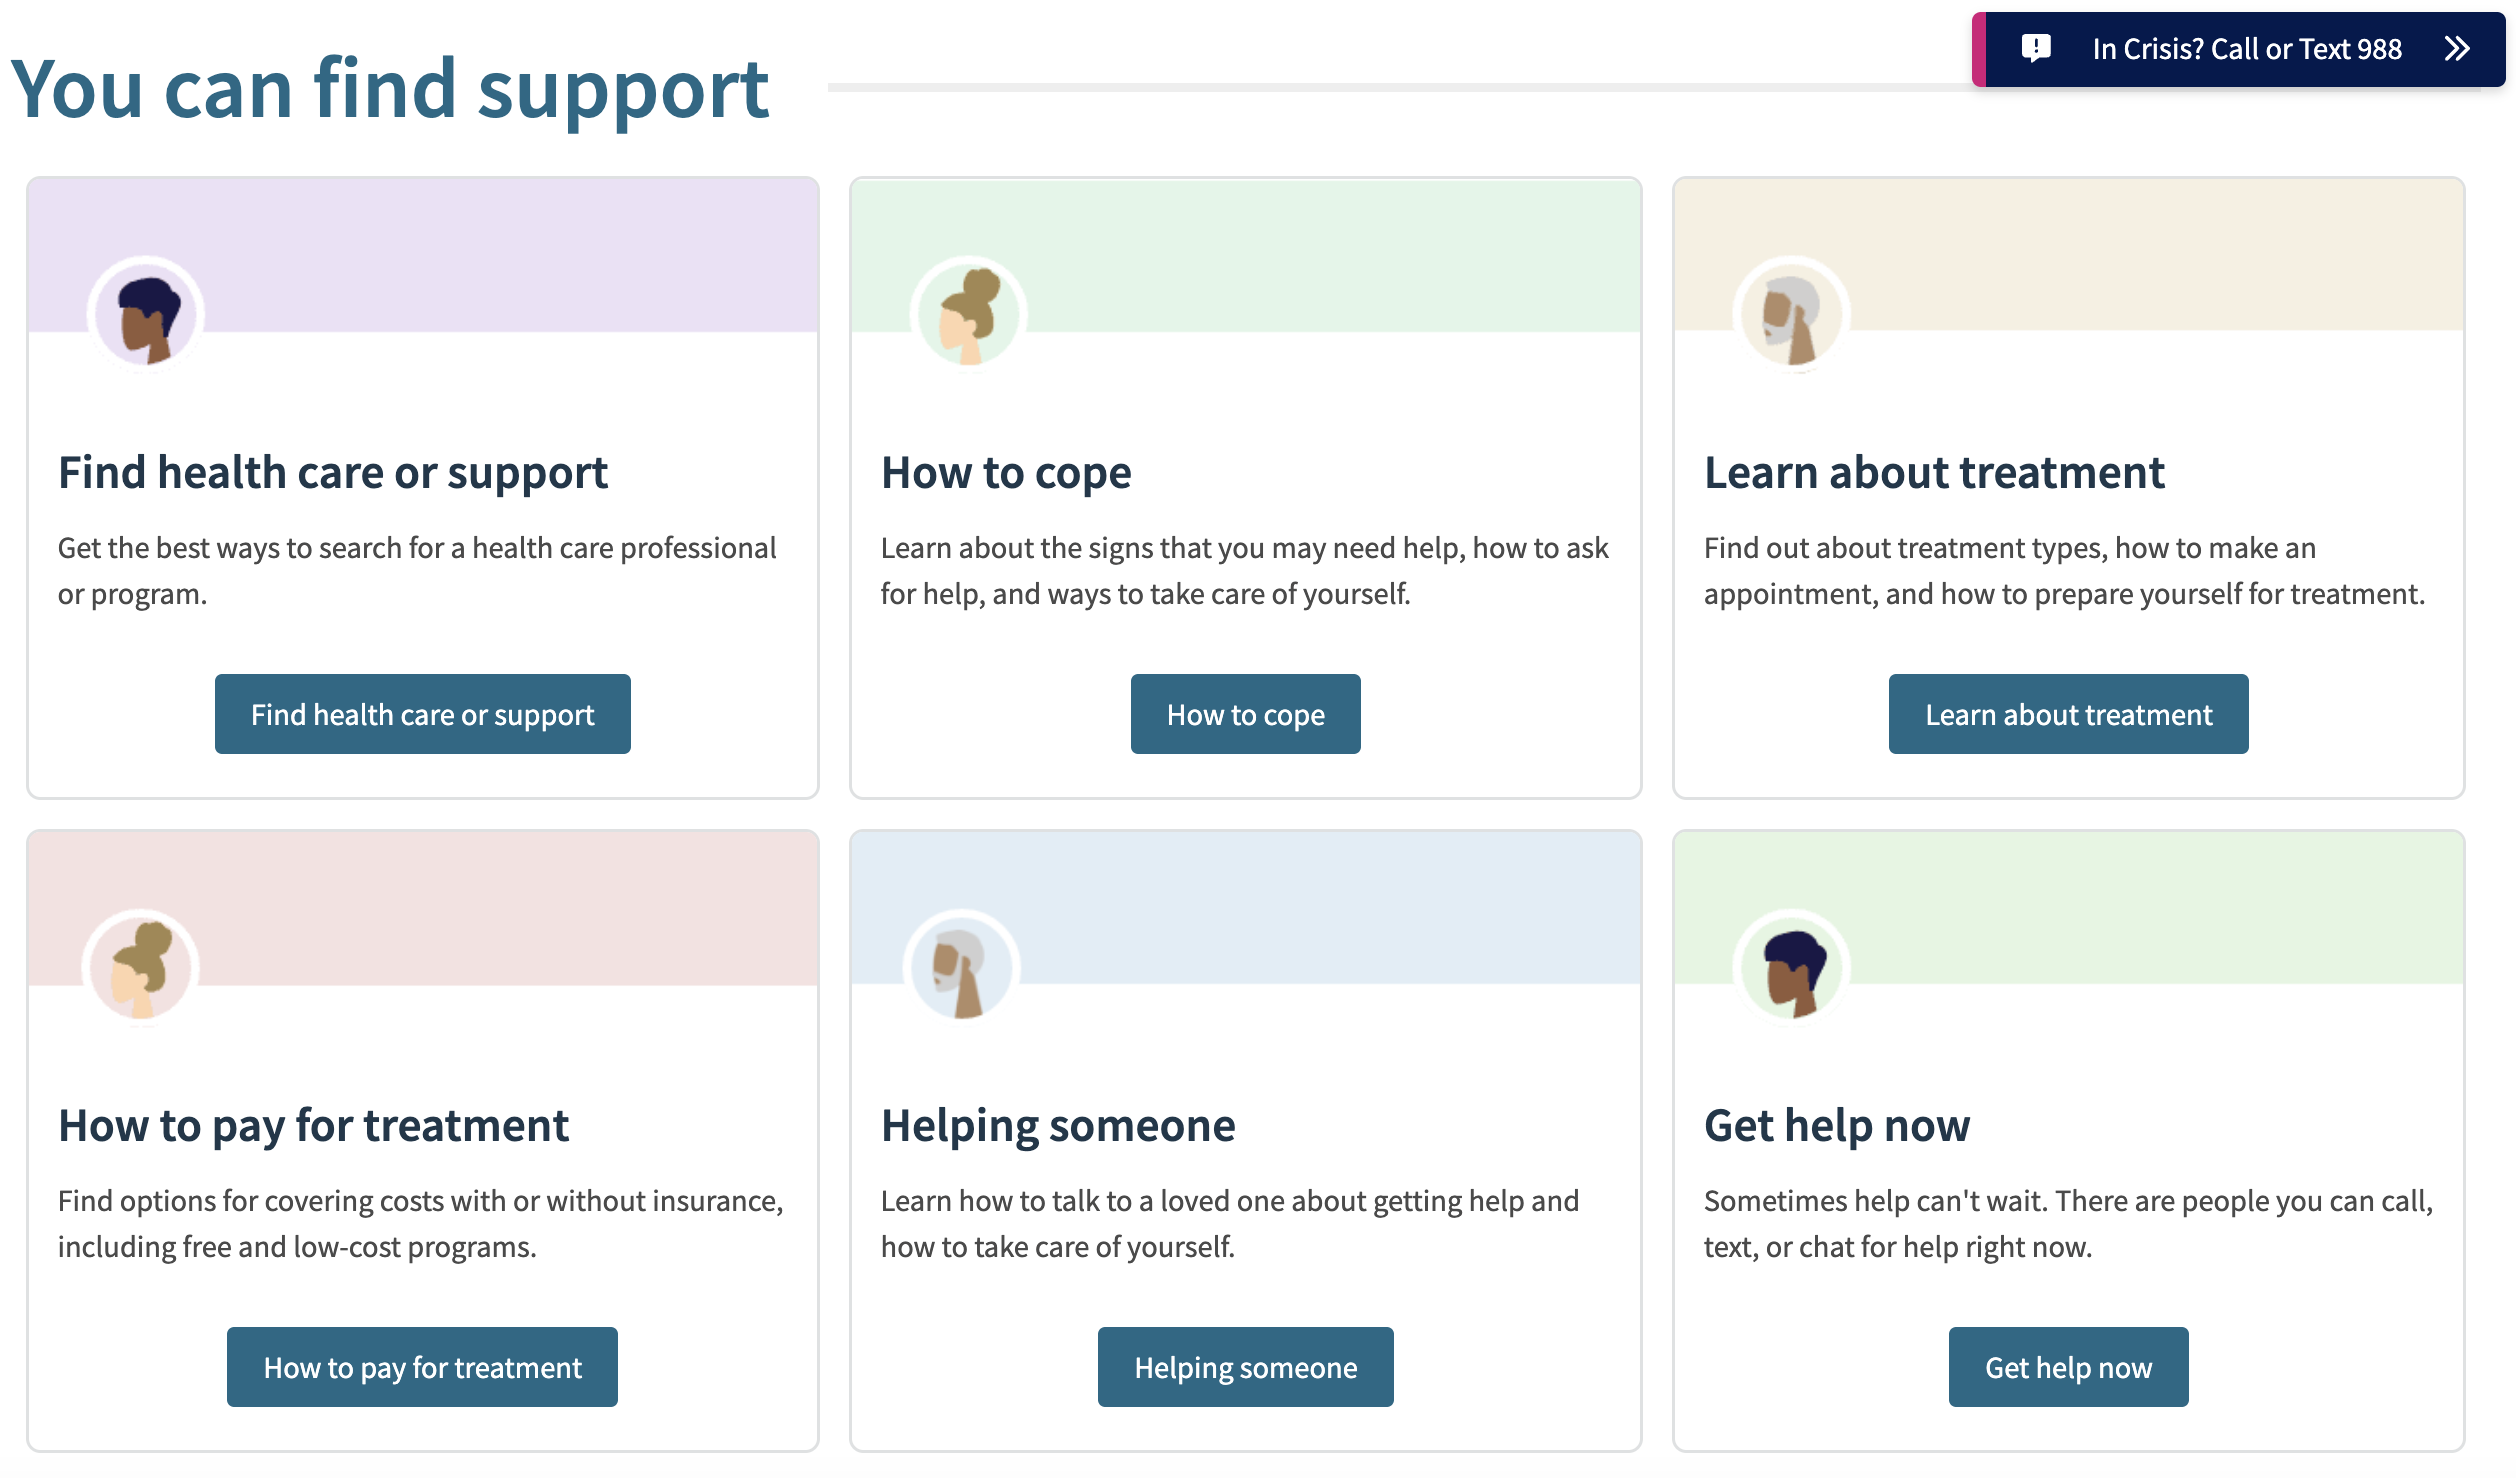 You can find support
In Crisis? Call or Text 988
Find health care or support
Get the best ways to search for a health care professional
or program.
Find health care or support
How to cope
Learn about the signs that you may need help, how to ask
for help, and ways to take care of yourself.
How to cope
Learn about treatment
Find out about treatment types, how to make an
appointment, and how to prepare yourself for treatment.
Learn about treatment
How to pay for treatment
Find options for covering costs with or without insurance,
including free and low-cost programs.
How to pay for treatment
Helping someone
Learn how to talk to a loved one about getting help and
how to take care of yourself.
Helping someone
Get help now
Sometimes help can't wait. There are people you can call,
text, or chat for help right now.
Get help now